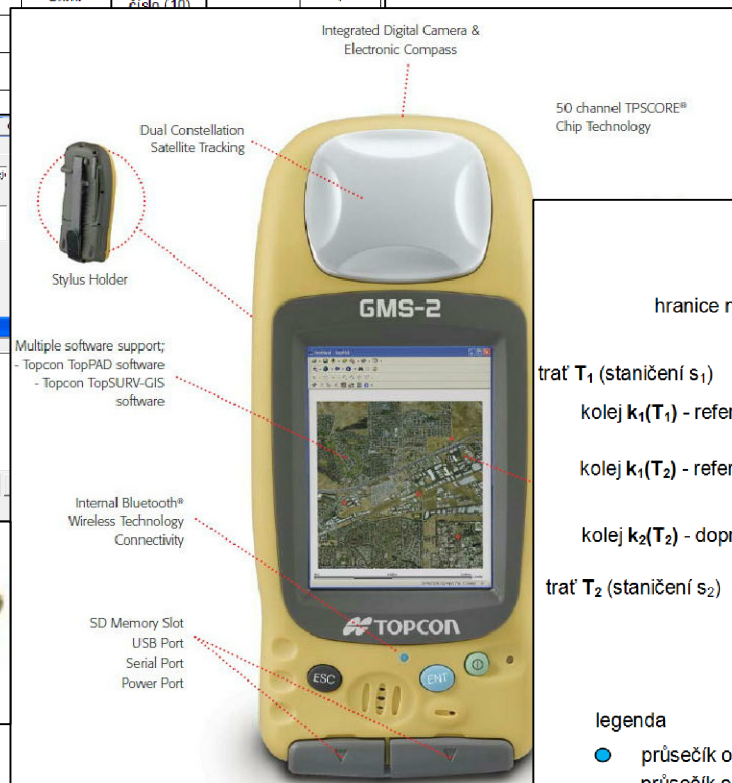 číslo (10)
Integrated Digital Camera &
Electronic Compass
50 channel TPSCORE®
Chip Technology
Dual Constellation
Satellite Tracking
Stylus Holder
GMS-2
Multiple software support;
- Topcon TopPAD software
- Topcon TopSURV-GIS
software
Internal Bluetooth®
Wireless Technology
Connectivity
SD Memory Slot
USB Port
Serial Port
Power Port
TOPCON
ESC
ENT
hranice
trať T₁ (staničení s₁)
kolej k₁(T₁) - refer
kolej k₁(T₂) - refer
kolej k₂(T₂) - dopr
trať T₂ (staničení s₂)
legenda
průsečík o
průsečík